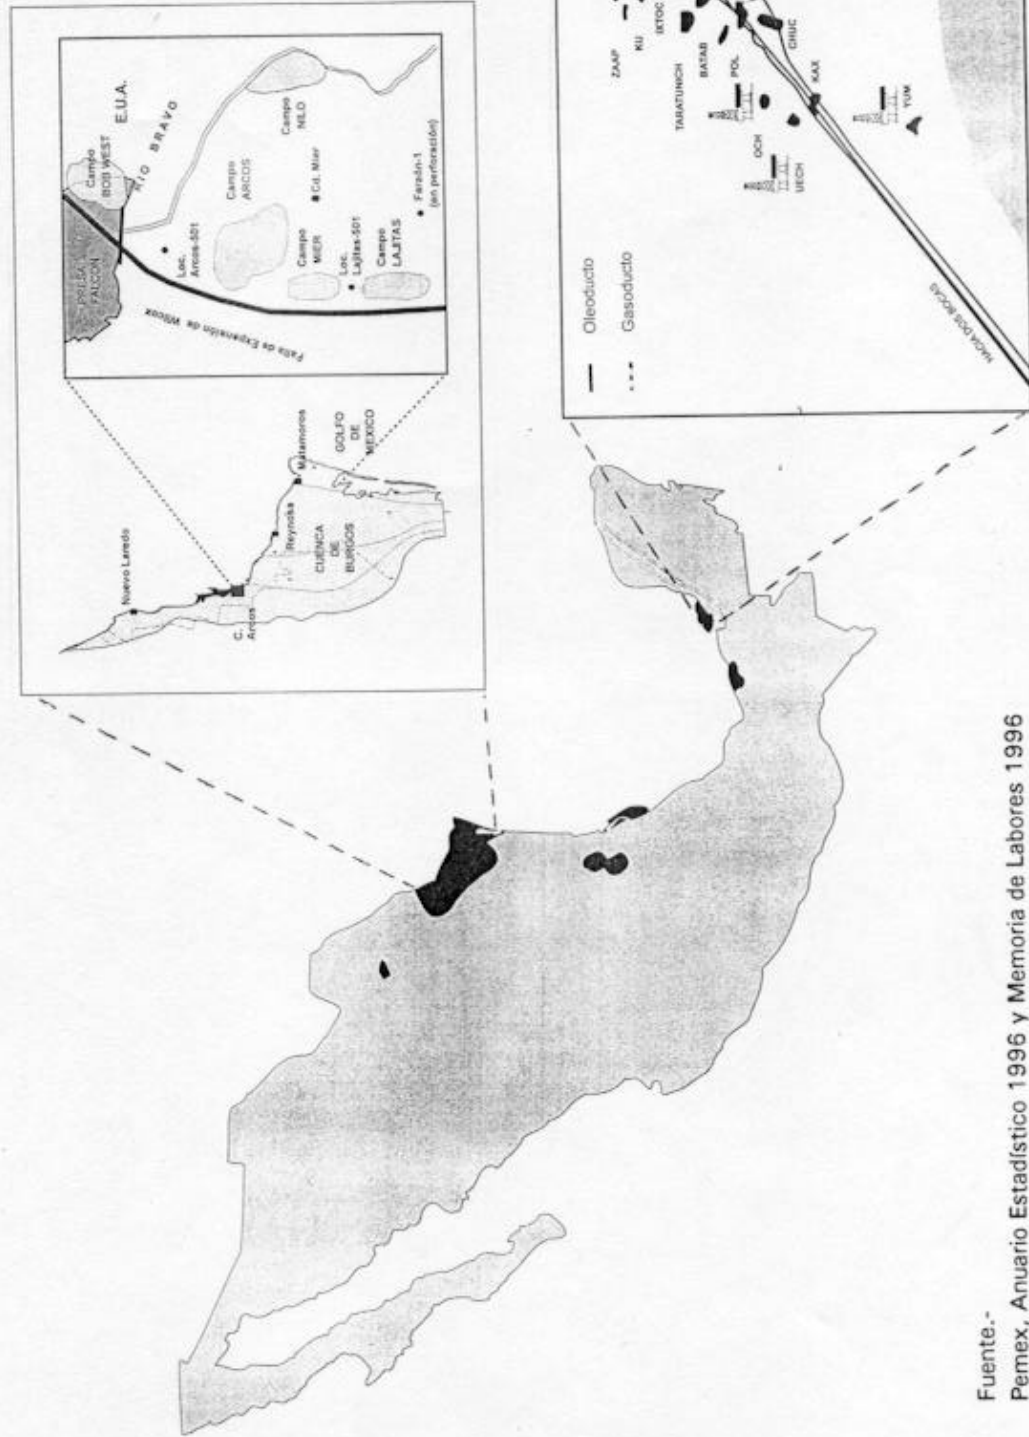 Nuevo Laredo
C.
Arcos
Reynosa
Matamoros
CUENCA
DE
BURGOS
GOLFO
DE
MEXICO
PRESA
FALCON
Campo
BOB WEST
E.U.A.
RIO BRAVO
Loc.
Arcos-501
Campo
ARCOS
Campo
NILO
Campo
MIER
Cd. Mier
Loc.
Lajitas-501
Campo
LAJITAS
Farzón-1
(en perforación)
Falla de Expansión de Wilcox
Oleoducto
Gasoducto
ZAAP
KU
IXTOC
TARATUNICH
BATAB
POL
CHUC
OCH
UECH
KAX
YUM
HACIA DOS BOCAS
Fuente.-
Pemex, Anuario Estadístico 1996 y Memoria de Labores 1996